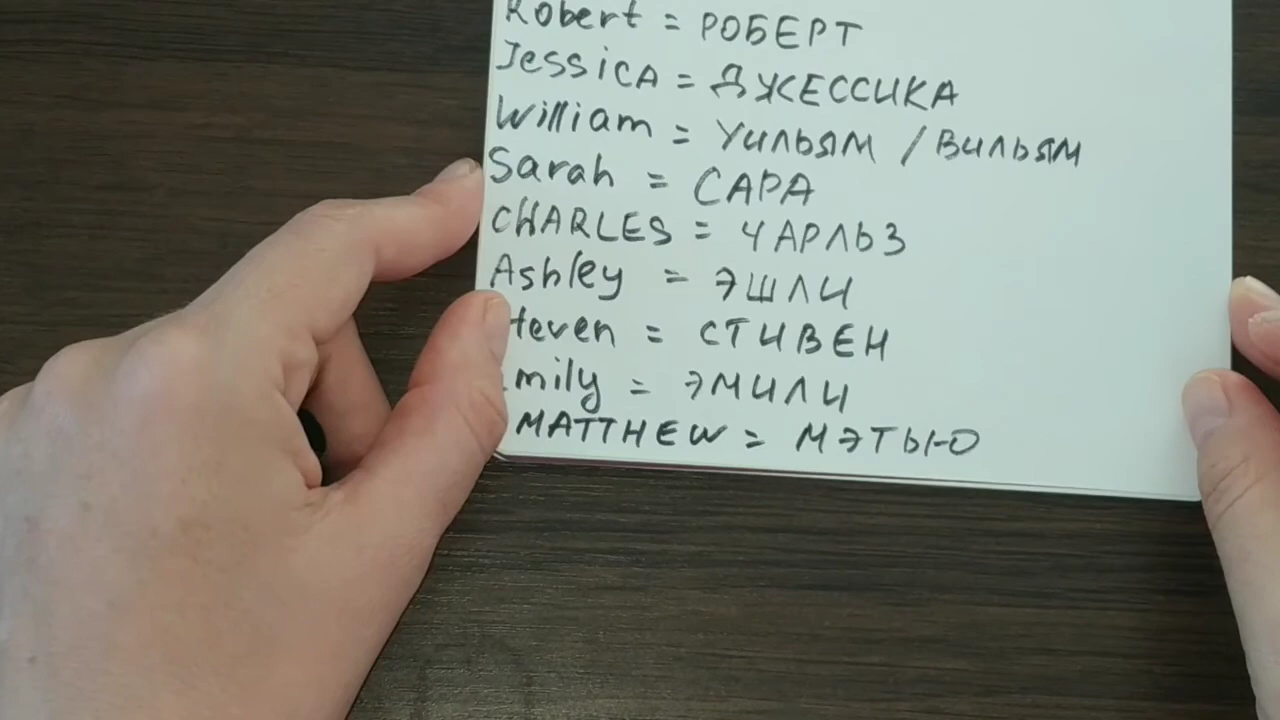 Robert = РОБЕРТ
Jessica = ДЖЕССИКА
William = УИЛЬЯМ / ВИЛЬЯМ
Sarah = САРА
CHARLES = ЧАРЛЬЗ
Ashley = ЭШЛИ
teven = СТИВЕН
mily = ЭМИЛИ
MATTHEW = МЭТЬЮ